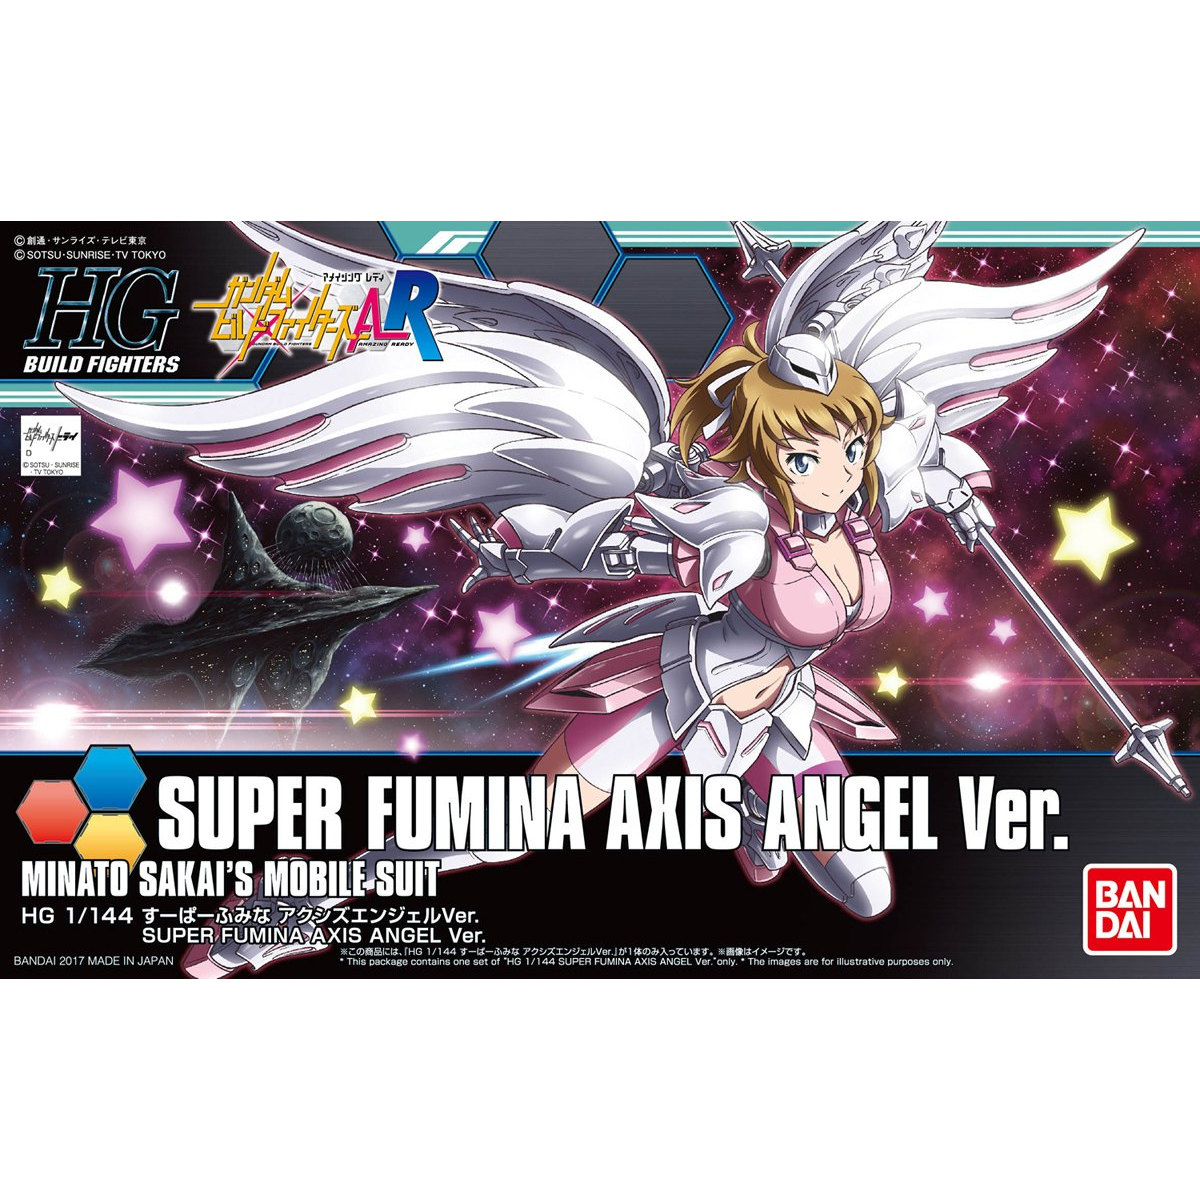 ©創通・サンライズ・テレビ東京
©SOTSU・SUNRISE・TV TOKYO
HG
BUILD FIGHTERS
アメイジング レディ
ガンダム
ビルドファイターズ AR
GUNDAM BUILD FIGHTERS AMAZING READY
©SOTSU・SUNRISE
・TV TOKYO
SUPER FUMINA AXIS ANGEL Ver.
MINATO SAKAI'S MOBILE SUIT
HG 1/144 すーぱーふみな アクシズエンジェルVer.
SUPER FUMINA AXIS ANGEL Ver.
BANDAI 2017 MADE IN JAPAN
※この商品には、「HG 1/144 すーぱーふみな アクシズエンジェルVer.」が1体のみ入っています。※画像はイメージです。
* This package contains one set of "HG 1/144 SUPER FUMINA AXIS ANGEL Ver."only. * The images are for illustrative purposes only.
BAN
DAI